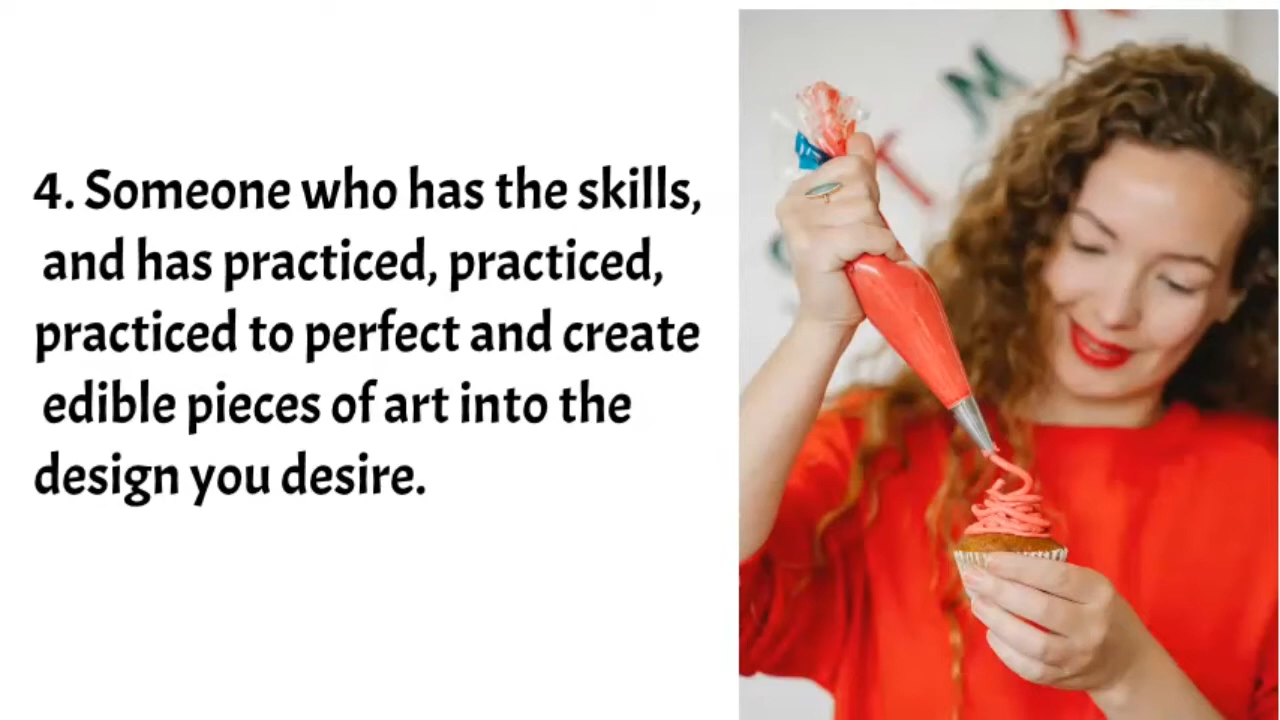 4. Someone who has the skills,
and has practiced, practiced,
practiced to perfect and create
edible pieces of art into the
design you desire.